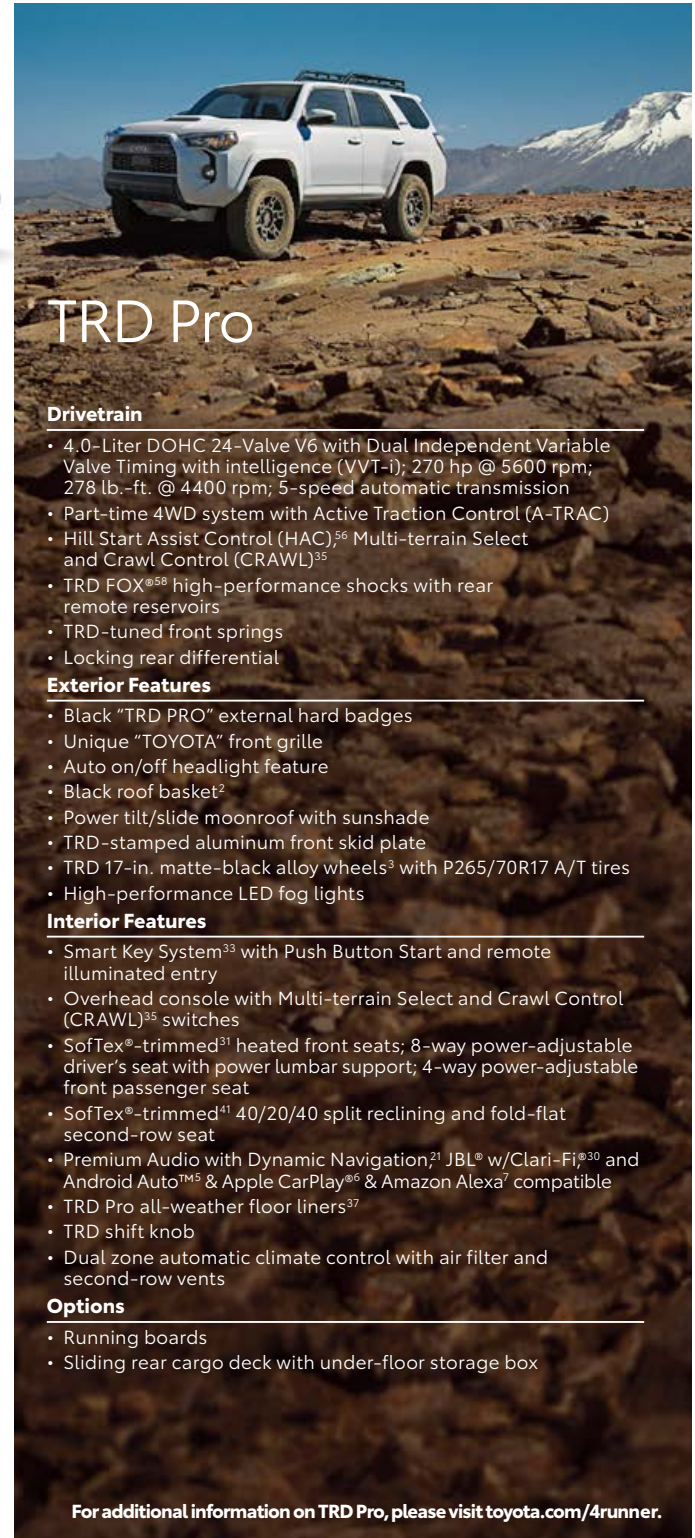 TRD Pro
Drivetrain
• 4.0-Liter DOHC 24-Valve V6 with Dual Independent Variable
Valve Timing with intelligence (VVT-i); 270 hp @ 5600 rpm;
278 lb.-ft. @ 4400 rpm; 5-speed automatic transmission
• Part-time 4WD system with Active Traction Control (A-TRAC)
• Hill Start Assist Control (HAC),56 Multi-terrain Select
and Crawl Control (CRAWL)35
• TRD FOX®58 high-performance shocks with rear
remote reservoirs
• TRD-tuned front springs
• Locking rear differential
Exterior Features
• Black “TRD PRO” external hard badges
• Unique “TOYOTA” front grille
• Auto on/off headlight feature
• Black roof basket2
• Power tilt/slide moonroof with sunshade
• TRD-stamped aluminum front skid plate
• TRD 17-in. matte-black alloy wheels3 with P265/70R17 A/T tires
• High-performance LED fog lights
Interior Features
• Smart Key System33 with Push Button Start and remote
illuminated entry
• Overhead console with Multi-terrain Select and Crawl Control
(CRAWL)35 switches
• SofTex®-trimmed31 heated front seats; 8-way power-adjustable
driver’s seat with power lumbar support; 4-way power-adjustable
front passenger seat
• SofTex®-trimmed41 40/20/40 split reclining and fold-flat
second-row seat
• Premium Audio with Dynamic Navigation,21 JBL® w/Clari-Fi,®30 and
Android Auto™5 & Apple CarPlay®6 & Amazon Alexa7 compatible
• TRD Pro all-weather floor liners37
• TRD shift knob
• Dual zone automatic climate control with air filter and
second-row vents
Options
• Running boards
• Sliding rear cargo deck with under-floor storage box
For additional information on TRD Pro, please visit toyota.com/4runner.